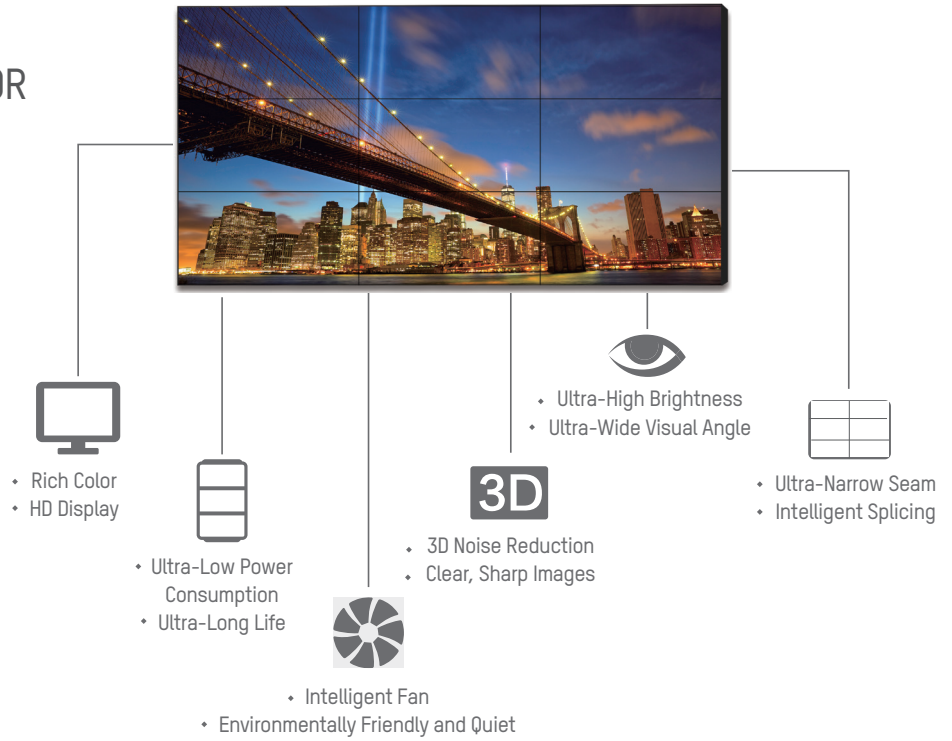 • Rich Color
• HD Display
• Ultra-Low Power
Consumption
• Ultra-Long Life
• Intelligent Fan
• Environmentally Friendly and Quiet
3D
• 3D Noise Reduction
• Clear, Sharp Images
• Ultra-High Brightness
• Ultra-Wide Visual Angle
• Ultra-Narrow Seam
• Intelligent Splicing